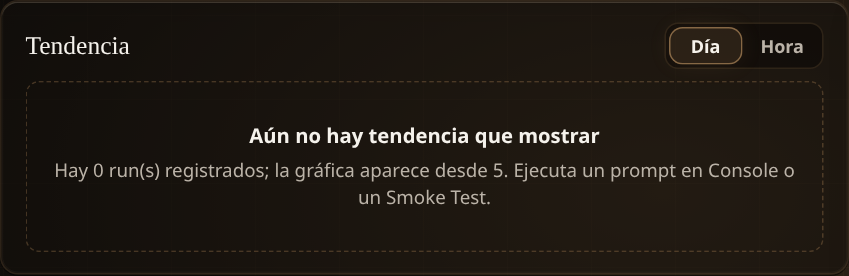 Tendencia
Día
Hora
Aún no hay tendencia que mostrar
Hay 0 run(s) registrados; la gráfica aparece desde 5. Ejecuta un prompt en Console o
un Smoke Test.